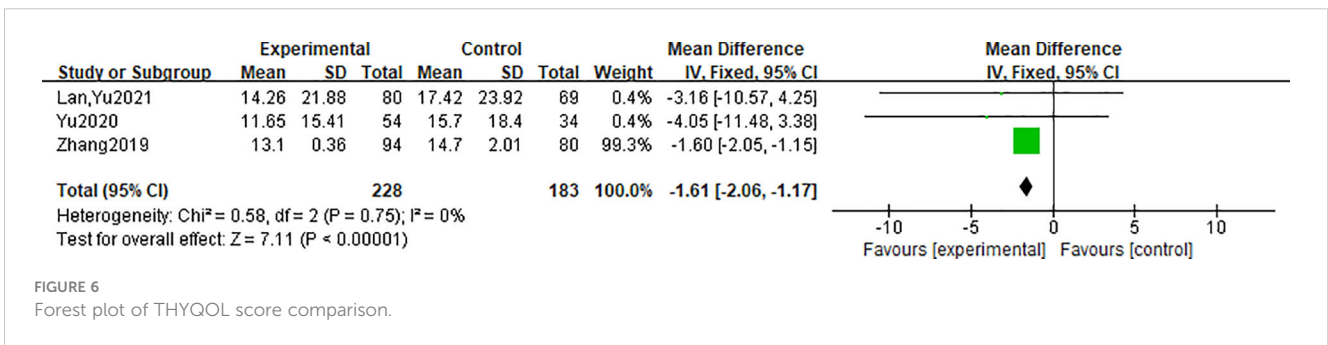 Experimental Control Mean Difference Mean Difference
Study or Subgroup Mean SD Total Mean SD Total Weight IV, Fixed, 95% CI IV, Fixed, 95% CI
Lan,Yu2021 14.26 21.88 80 17.42 23.92 69 0.4% -3.16 [-10.57, 4.25]
Yu2020 11.65 15.41 54 15.7 18.4 34 0.4% -4.05 [-11.48, 3.38]
Zhang2019 13.1 0.36 94 14.7 2.01 80 99.3% -1.60 [-2.05, -1.15]
Total (95% CI) 228 183 100.0% -1.61 [-2.06, -1.17]
Heterogeneity: Chi² = 0.58, df = 2 (P = 0.75); I² = 0%
Test for overall effect: Z = 7.11 (P < 0.00001)
-10 -5 0 5 10
Favours [experimental] Favours [control]
FIGURE 6
Forest plot of THYQOL score comparison.